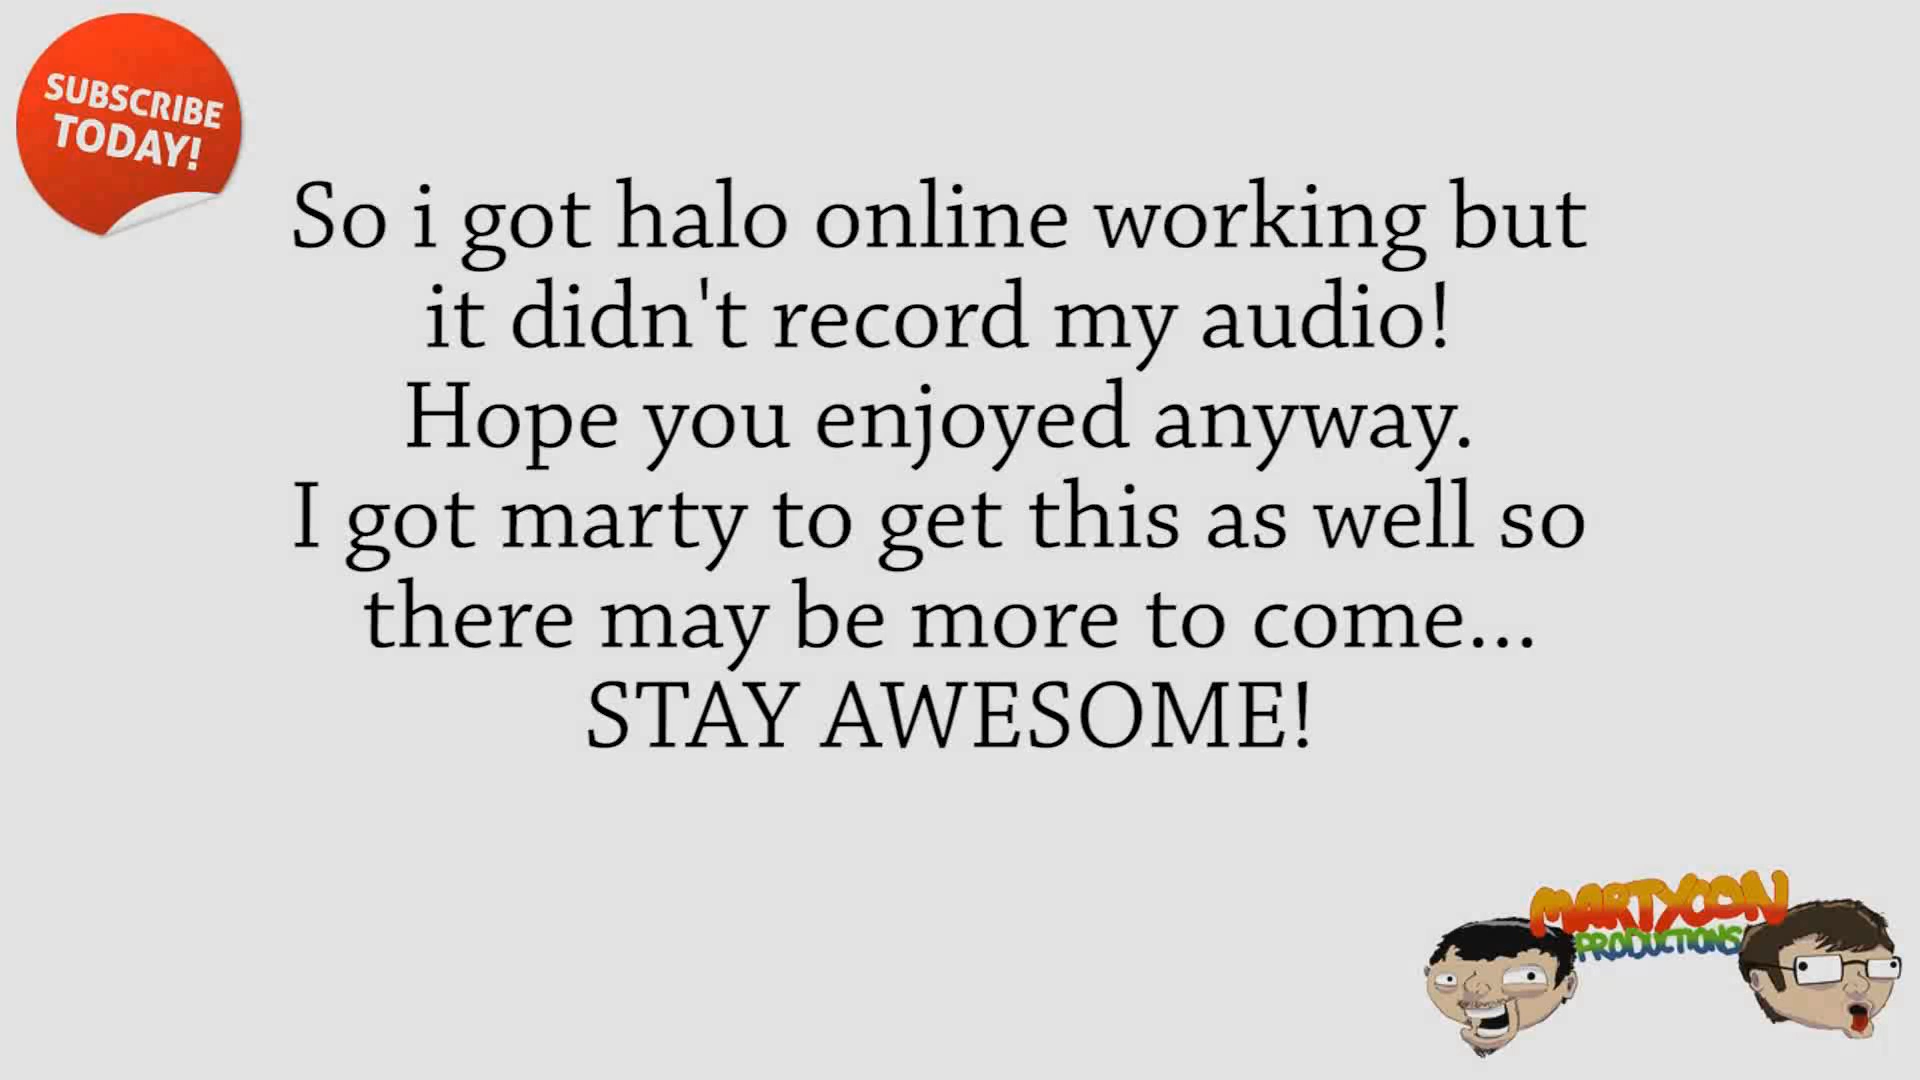 SUBSCRIBE
TODAY!
So i got halo online working but
it didn't record my audio!
Hope you enjoyed anyway.
I got marty to get this as well so
there may be more to come...
STAY AWESOME!
MARTYCON
PRODUCTIONS